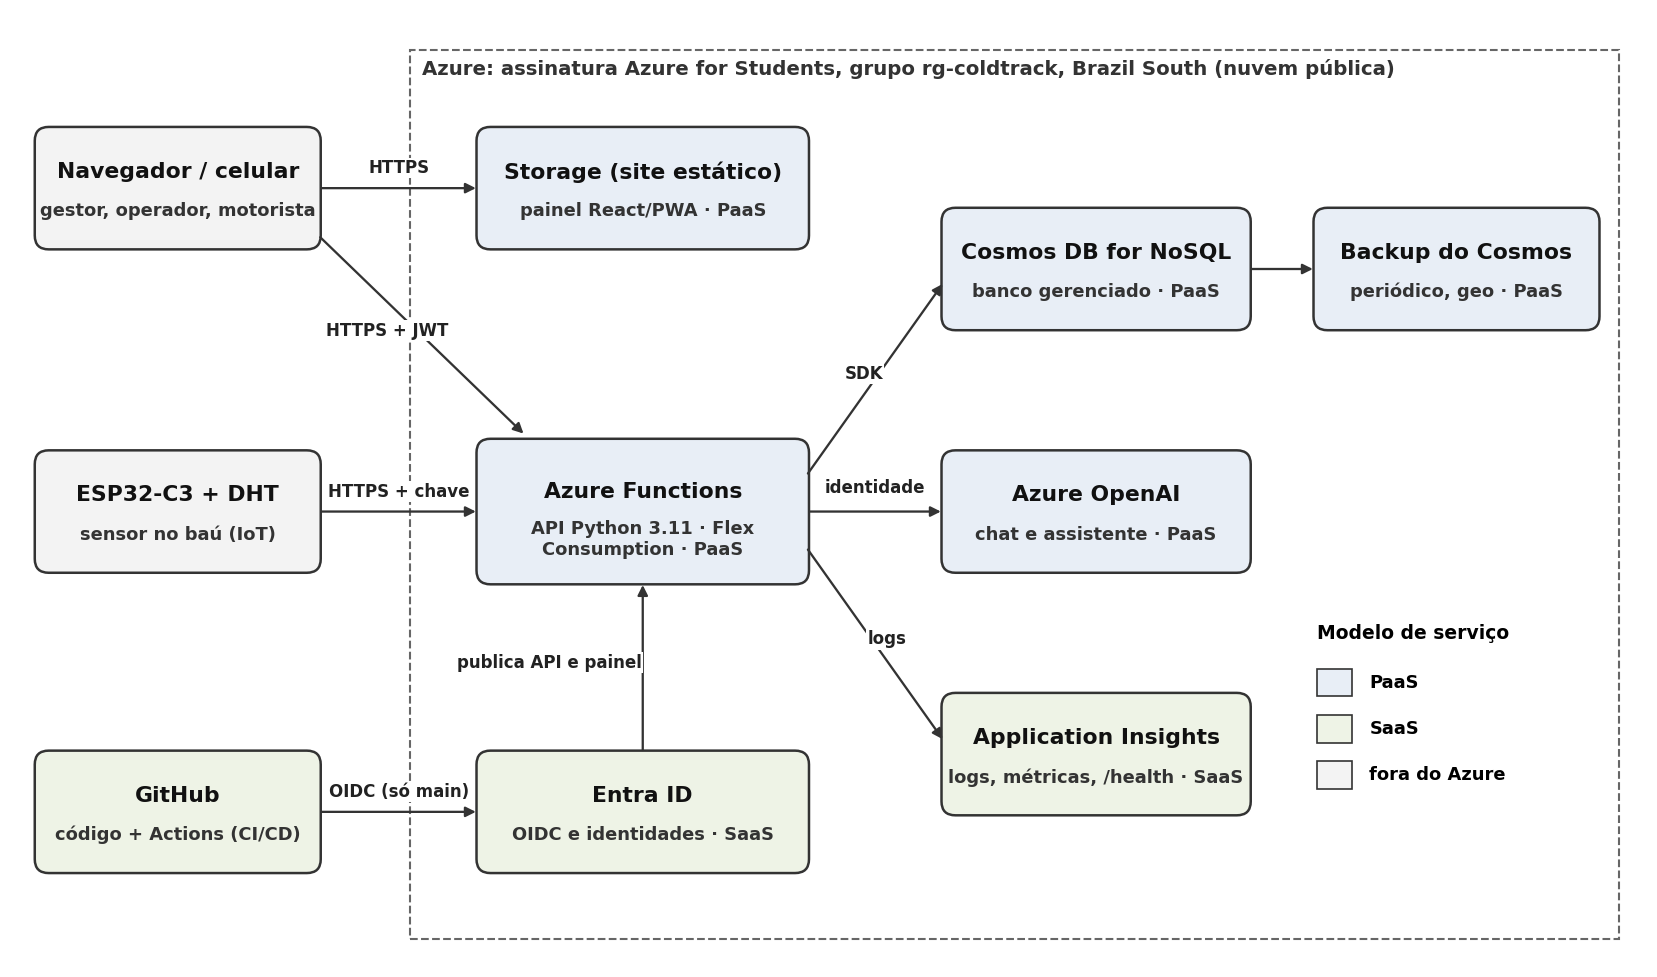 Azure: assinatura Azure for Students, grupo rg-coldtrack, Brazil South (nuvem pública)
Navegador / celular
gestor, operador, motorista
HTTPS
Storage (site estático)
painel React/PWA · PaaS
Cosmos DB for NoSQL
banco gerenciado · PaaS
Backup do Cosmos
periódico, geo · PaaS
HTTPS + JWT
SDK
ESP32-C3 + DHT
sensor no baú (IoT)
HTTPS + chave
Azure Functions
API Python 3.11 · Flex
Consumption · PaaS
identidade
Azure OpenAI
chat e assistente · PaaS
logs
publica API e painel
Application Insights
logs, métricas, /health · SaaS
GitHub
código + Actions (CI/CD)
OIDC (só main)
Entra ID
OIDC e identidades · SaaS
Modelo de serviço
PaaS
SaaS
fora do Azure